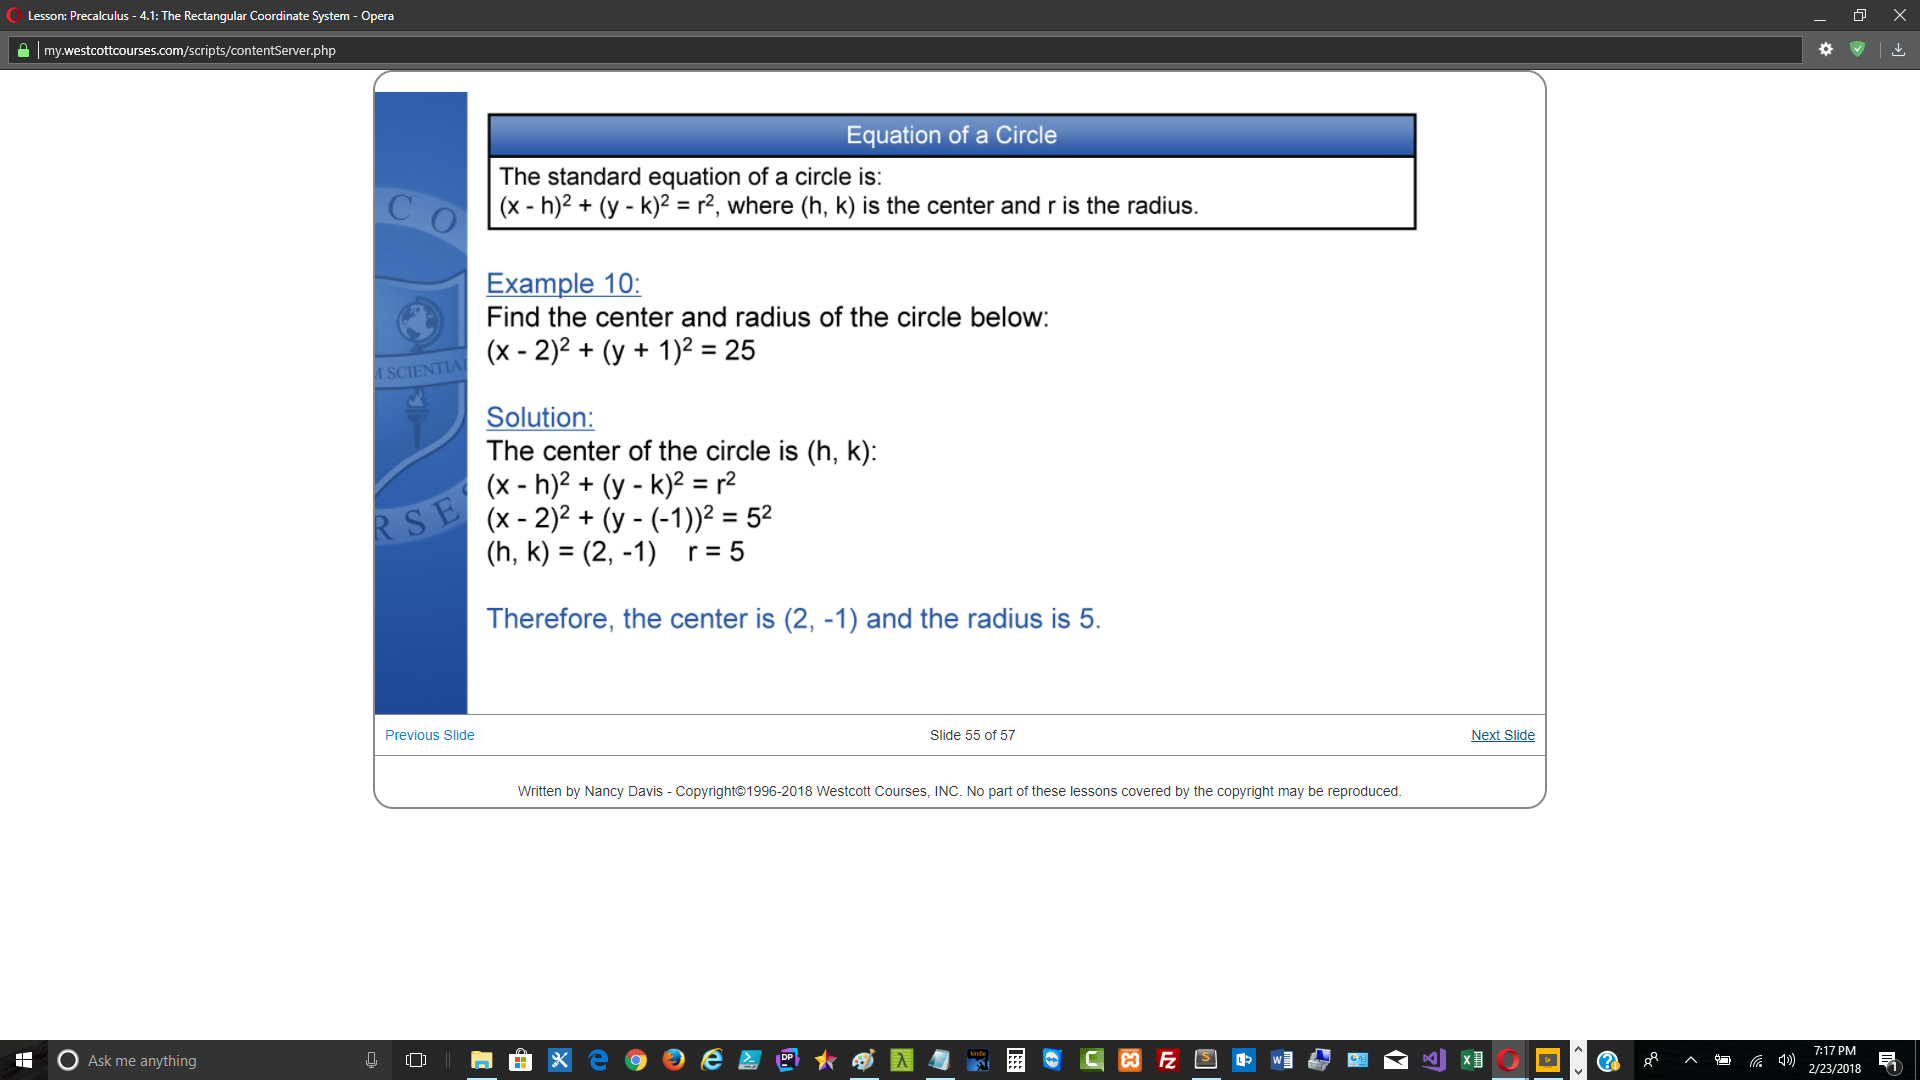 Lesson: Precalculus - 4.1: The Rectangular Coordinate System - Opera
my.westcottcourses.com/scripts/contentServer.php
Equation of a Circle
The standard equation of a circle is:
(x - h)² + (y - k)² = r², where (h, k) is the center and r is the radius.
C O
M SCIENTIA
R S E
Example 10:
Find the center and radius of the circle below:
(x - 2)² + (y + 1)² = 25
Solution:
The center of the circle is (h, k):
(x - h)² + (y - k)² = r²
(x - 2)² + (y - (-1))² = 5²
(h, k) = (2, -1) r = 5
Therefore, the center is (2, -1) and the radius is 5.
Previous Slide
Slide 55 of 57
Next Slide
Written by Nancy Davis - Copyright©1996-2018 Westcott Courses, INC. No part of these lessons covered by the copyright may be reproduced.
Ask me anything
DP
kindle
7:17 PM
2/23/2018
1